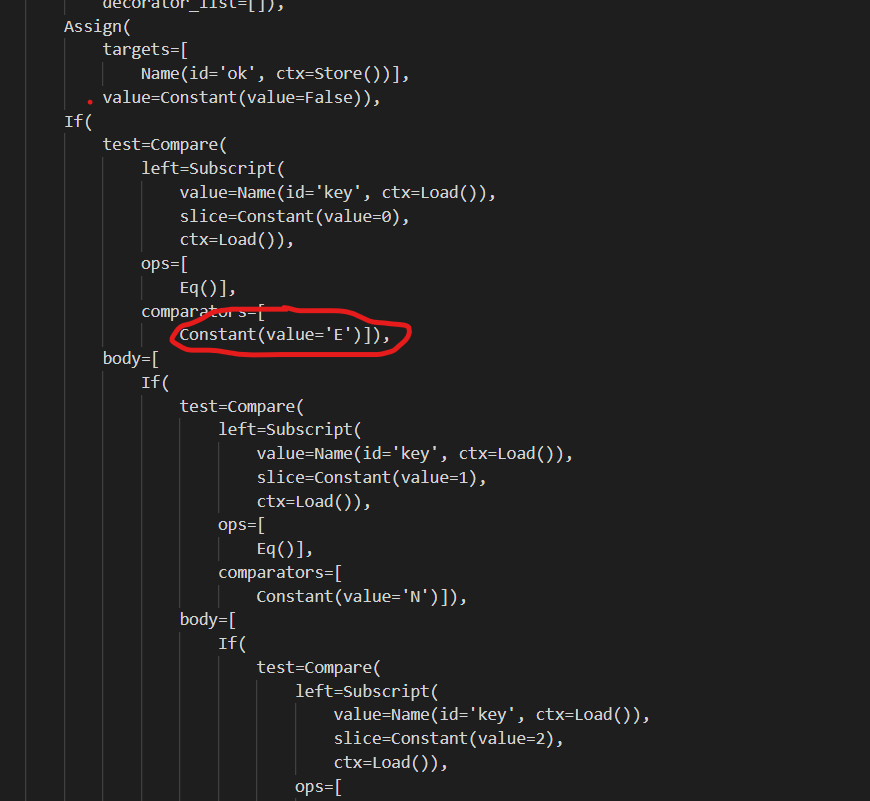 decorator_list=[]),
Assign(
targets=[
Name(id='ok', ctx=Store())],
value=Constant(value=False)),
If(
test=Compare(
left=Subscript(
value=Name(id='key', ctx=Load()),
slice=Constant(value=0),
ctx=Load()),
ops=[
Eq()],
comparators=[
Constant(value='E')]),
body=[
If(
test=Compare(
left=Subscript(
value=Name(id='key', ctx=Load()),
slice=Constant(value=1),
ctx=Load()),
ops=[
Eq()],
comparators=[
Constant(value='N')]),
body=[
If(
test=Compare(
left=Subscript(
value=Name(id='key', ctx=Load()),
slice=Constant(value=2),
ctx=Load()),
ops=[